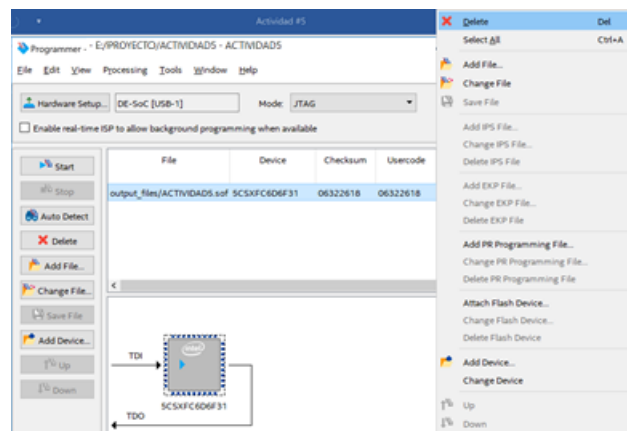 Actividad #5
Programmer - E:/PROYECTO/ACTIVIDAD5 - ACTIVIDAD5
File Edit View Processing Tools Window Help
Hardware Setup... DE-SoC [USB-1] Mode: JTAG
Enable real-time ISP to allow background programming when available
File Device Checksum Usercode
output_files/ACTIVIDAD5.sof 5CSXFC6D6F31 06322618 06322618
Start
Stop
Auto Detect
Delete
Add File...
Change File...
Save File
Add Device...
Up
Down
TDI
intel
5CSXFC6D6F31
TDO
Delete Del
Select All Ctrl+A
Add File...
Change File
Save File
Add IPS File...
Change IPS File...
Delete IPS File
Add EKP File...
Change EKP File...
Delete EKP File
Add PR Programming File...
Change PR Programming File...
Delete PR Programming File
Attach Flash Device...
Change Flash Device...
Delete Flash Device
Add Device...
Change Device
Up
Down